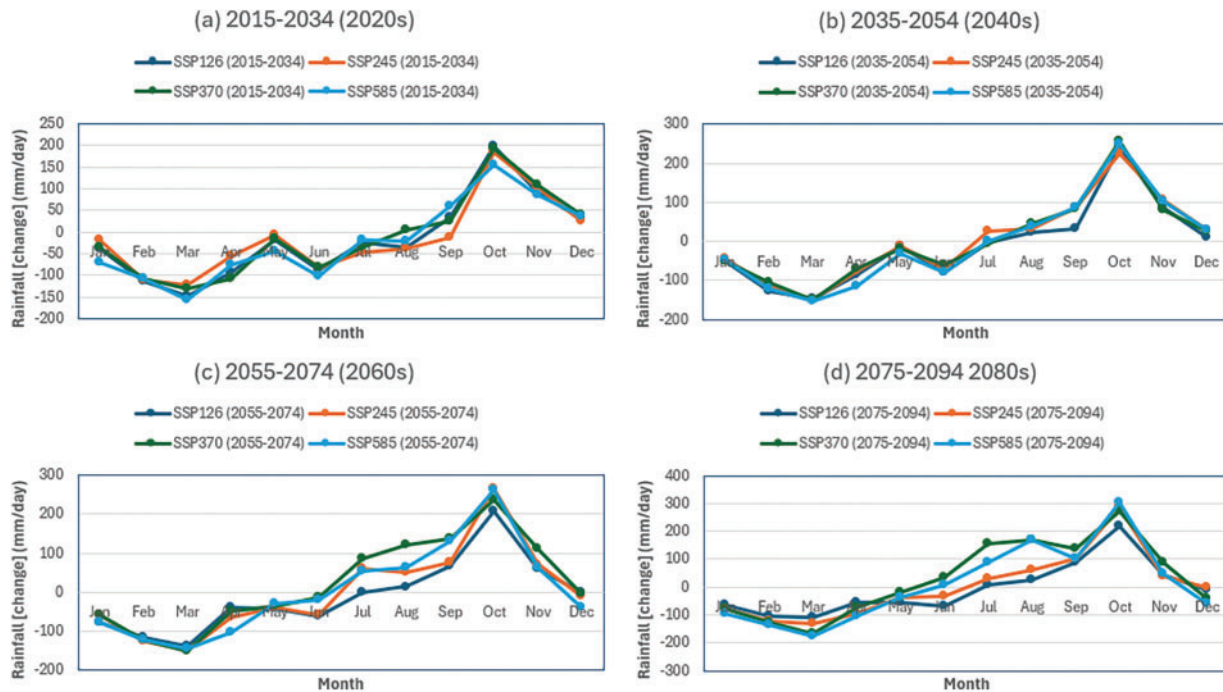 (a) 2015-2034 (2020s)
SSP126 (2015-2034) SSP245 (2015-2034)
SSP370 (2015-2034) SSP585 (2015-2034)
Rainfall [change] (mm/day)
250
200
150
100
50
0
-50
-100
-150
-200
Jan Feb Mar Apr May Jun Jul Aug Sep Oct Nov Dec
Month
(b) 2035-2054 (2040s)
SSP126 (2035-2054) SSP245 (2035-2054)
SSP370 (2035-2054) SSP585 (2035-2054)
Rainfall [change] (mm/day)
300
200
100
0
-100
-200
Jan Feb Mar Apr May Jun Jul Aug Sep Oct Nov Dec
Month
(c) 2055-2074 (2060s)
SSP126 (2055-2074) SSP245 (2055-2074)
SSP370 (2055-2074) SSP585 (2055-2074)
Rainfall [change] (mm/day)
300
200
100
0
-100
-200
Jan Feb Mar Apr May Jun Jul Aug Sep Oct Nov Dec
Month
(d) 2075-2094 2080s)
SSP126 (2075-2094) SSP245 (2075-2094)
SSP370 (2075-2094) SSP585 (2075-2094)
Rainfall [change] (mm/day)
400
300
200
100
0
-100
-200
-300
Jan Feb Mar Apr May Jun Jul Aug Sep Oct Nov Dec
Month